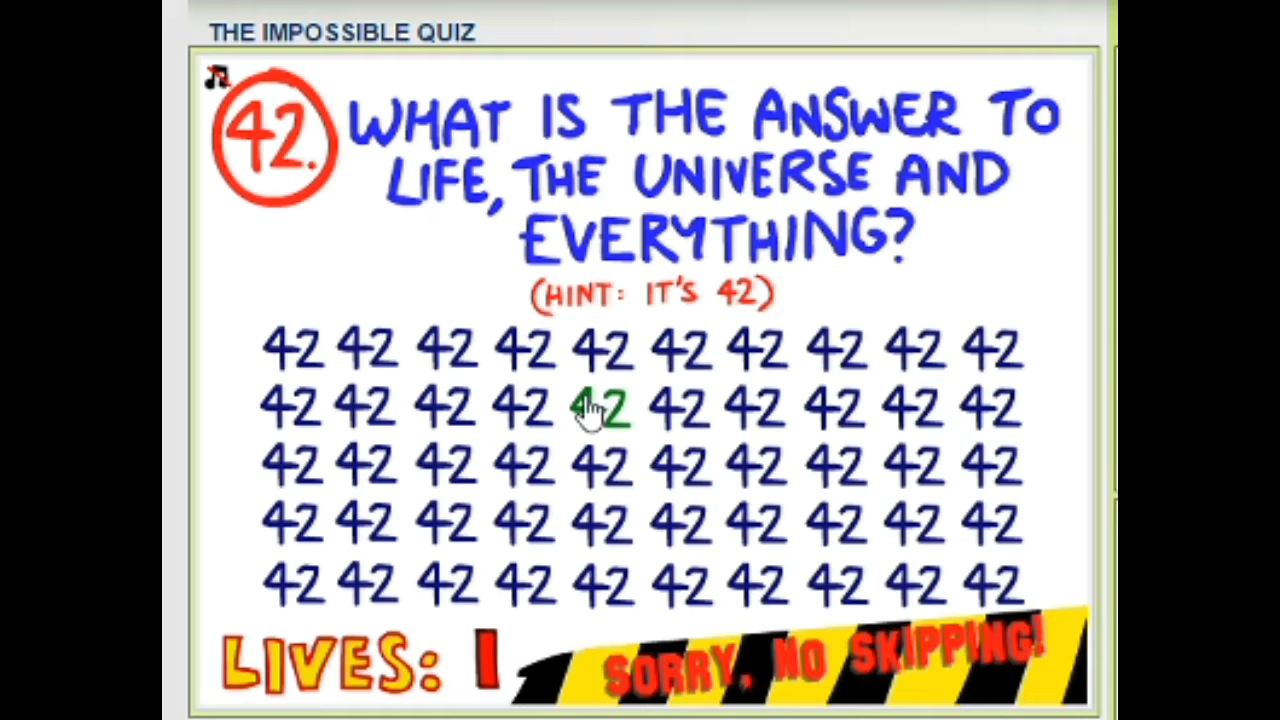 THE IMPOSSIBLE QUIZ
42. WHAT IS THE ANSWER TO
LIFE, THE UNIVERSE AND
EVERYTHING?
(HINT: IT'S 42)
42 42 42 42 42 42 42 42 42 42
42 42 42 42 42 42 42 42 42 42
42 42 42 42 42 42 42 42 42 42
42 42 42 42 42 42 42 42 42 42
42 42 42 42 42 42 42 42 42 42
LIVES: 1 SORRY, NO SKIPPING!